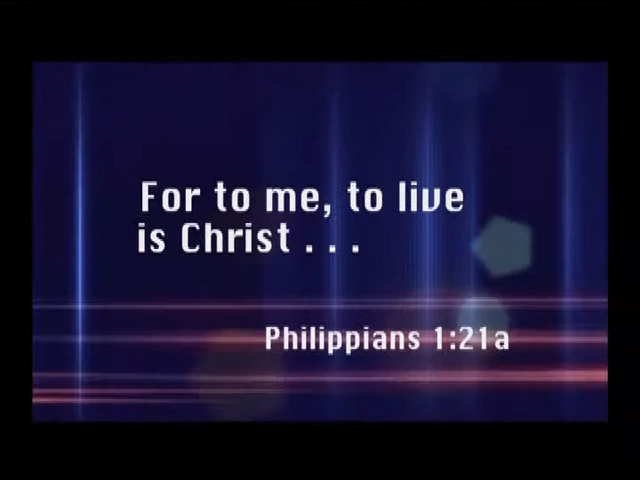 For to me, to live
is Christ . . .
Philippians 1:21a